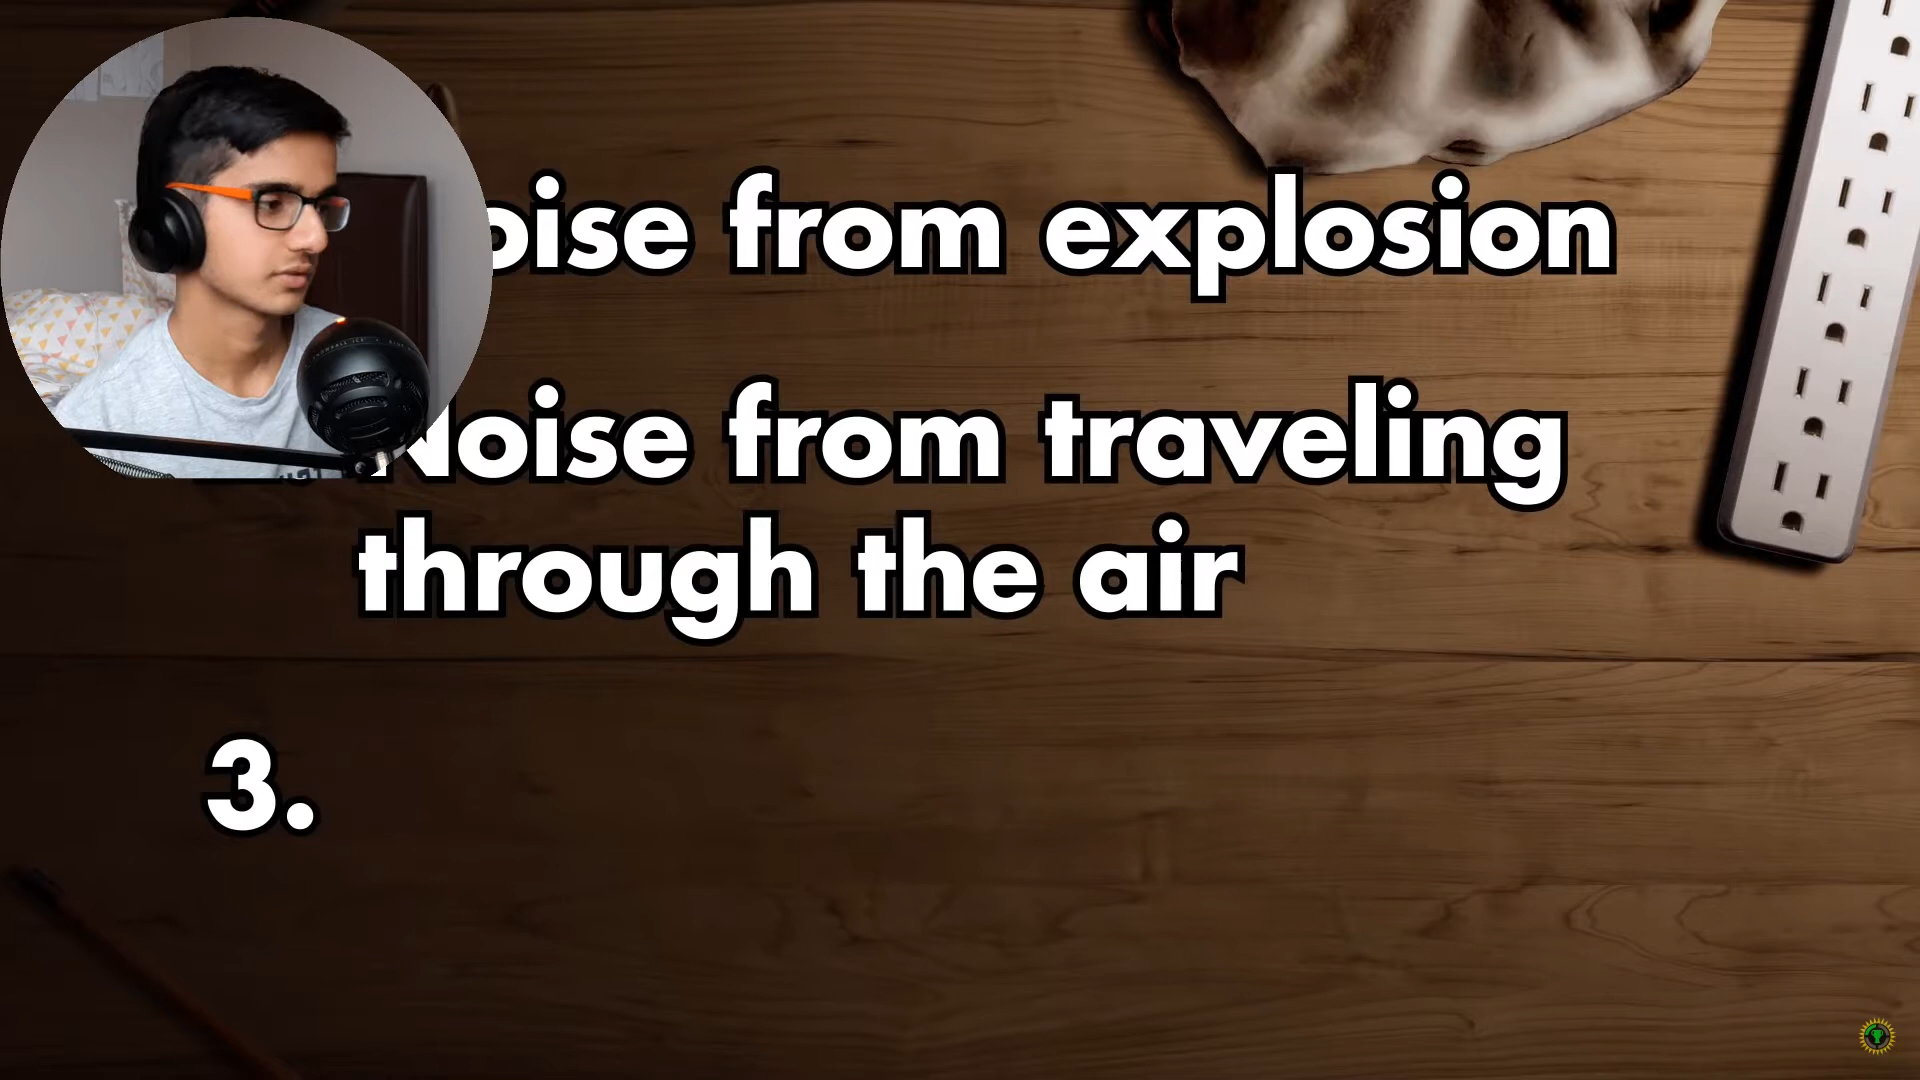 oise from explosion
Noise from traveling
through the air
3.